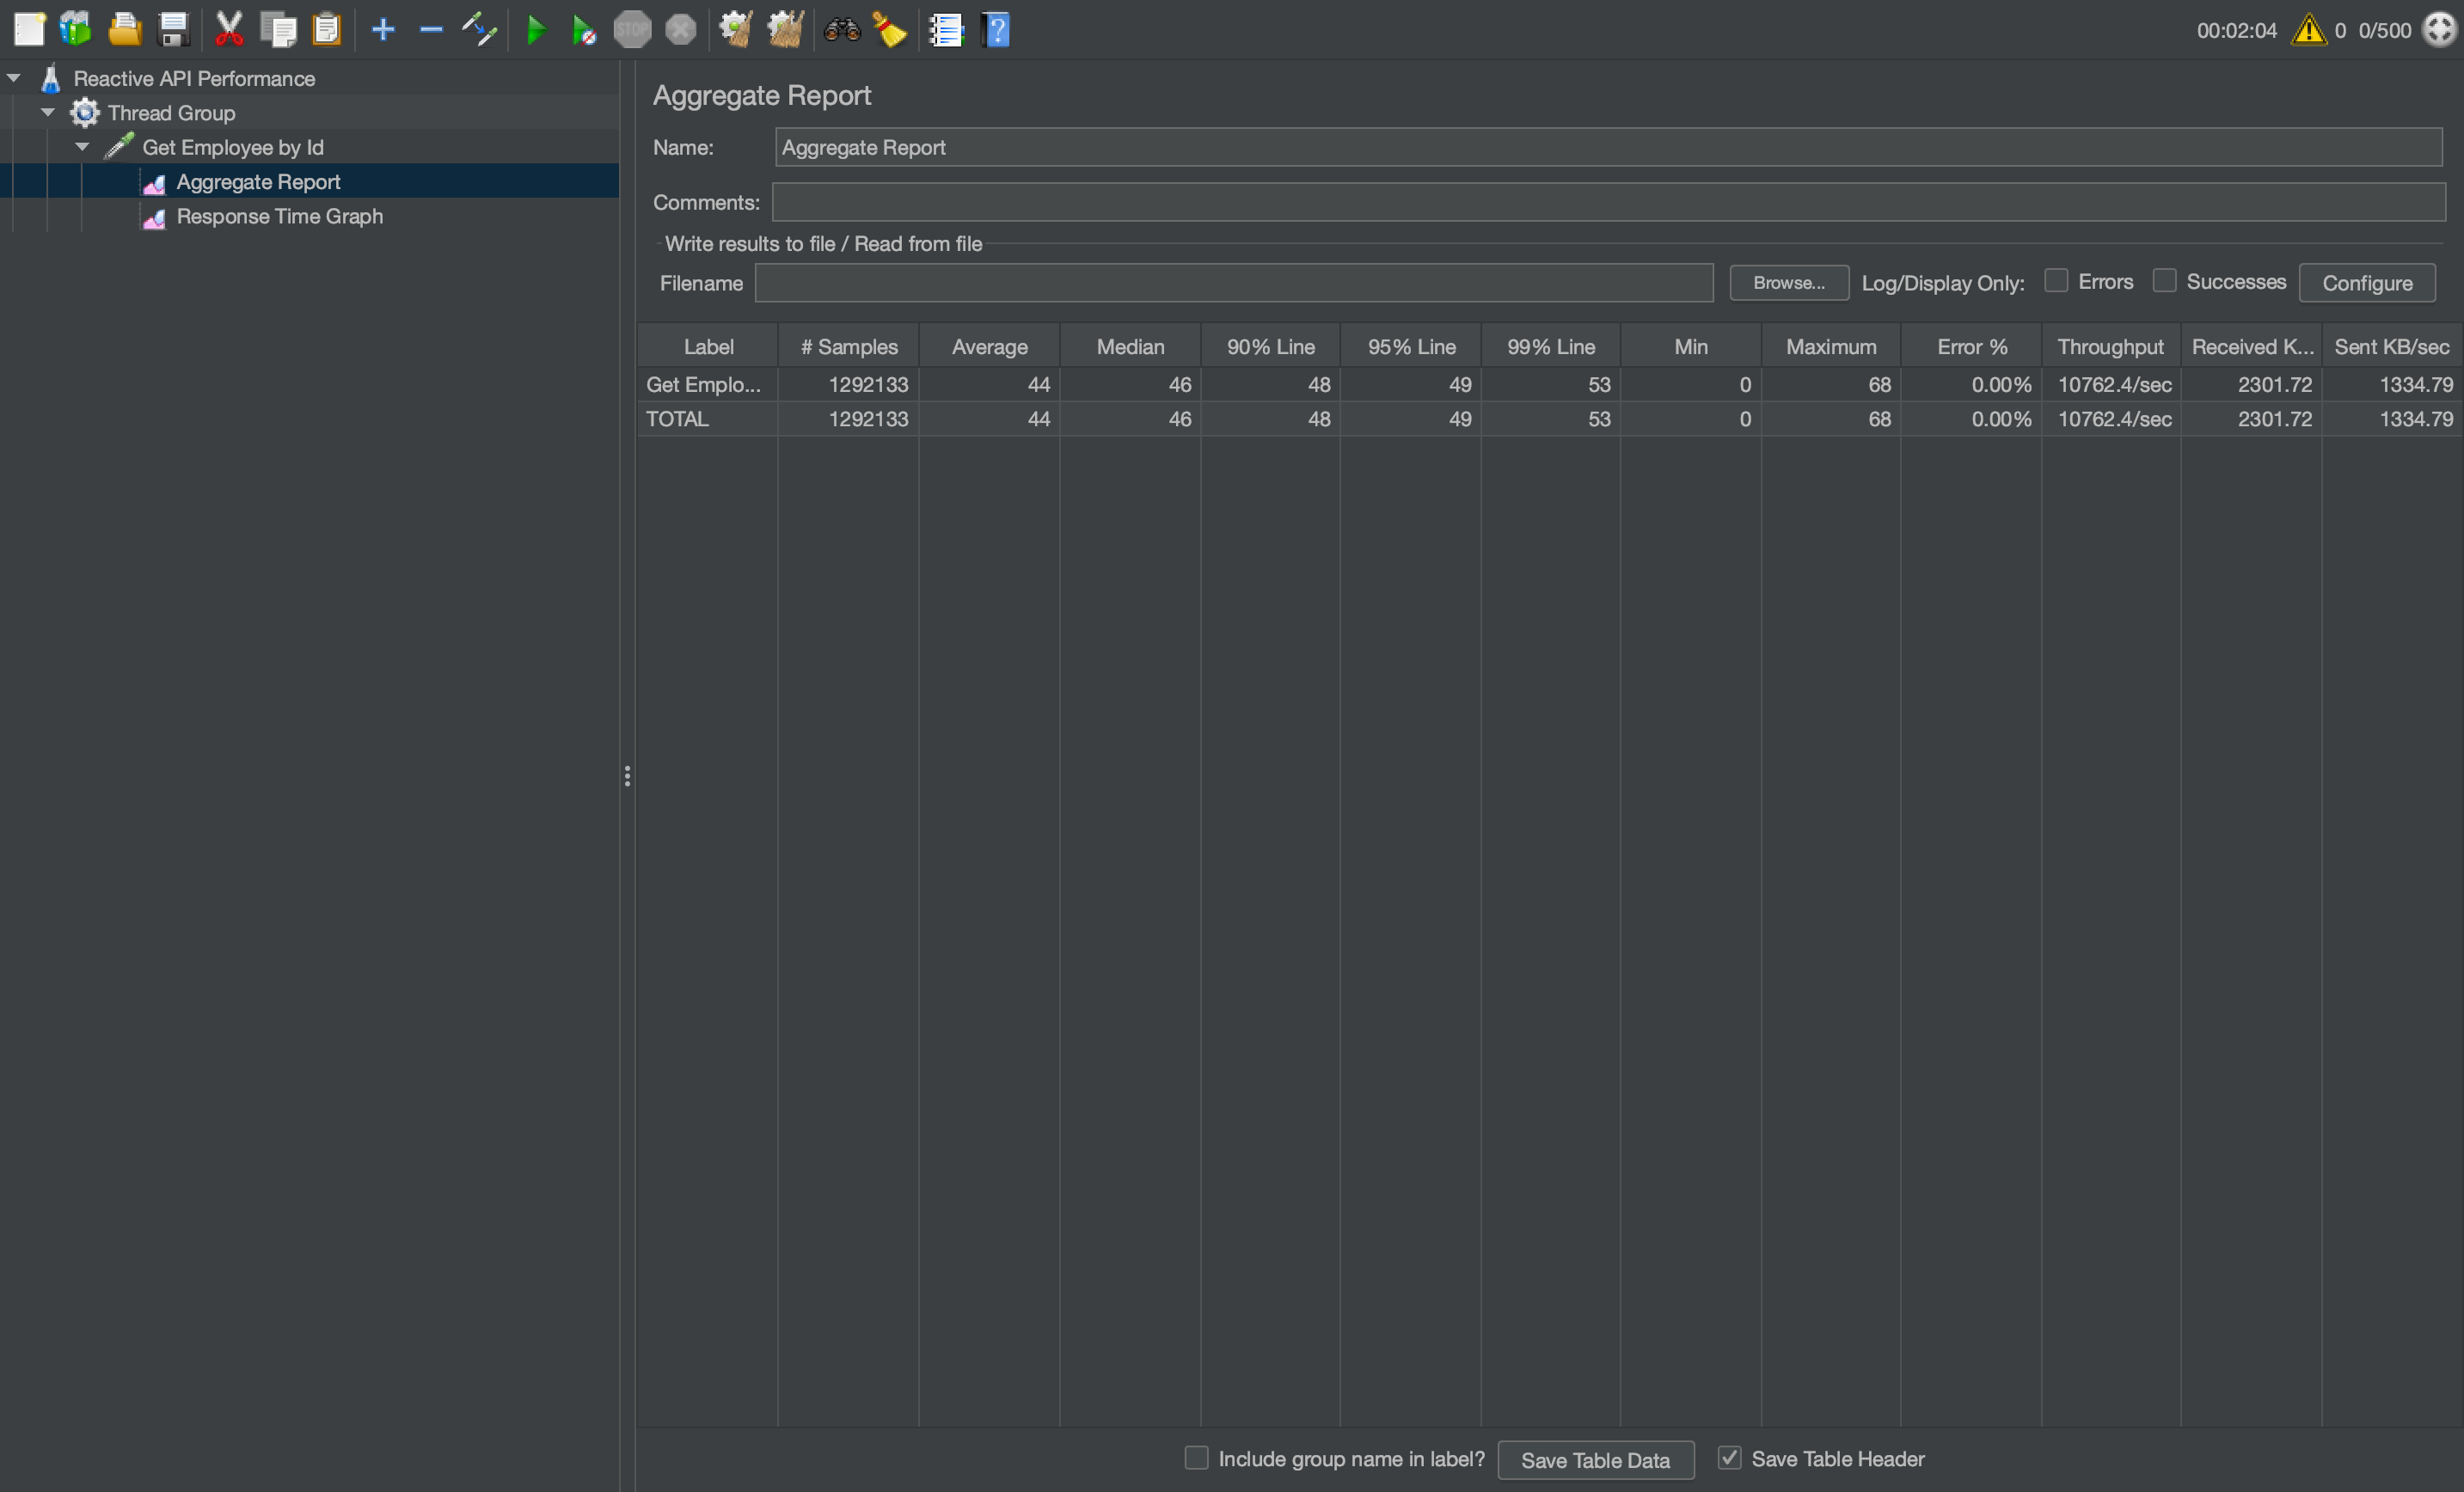 STOP
?
00:02:04 0 0/500
Reactive API Performance
Thread Group
Get Employee by Id
Aggregate Report
Response Time Graph
Aggregate Report
Name: Aggregate Report
Comments:
Write results to file / Read from file
Filename Browse... Log/Display Only: Errors Successes Configure
Label # Samples Average Median 90% Line 95% Line 99% Line Min Maximum Error % Throughput Received K... Sent KB/sec
Get Emplo... 1292133 44 46 48 49 53 0 68 0.00% 10762.4/sec 2301.72 1334.79
TOTAL 1292133 44 46 48 49 53 0 68 0.00% 10762.4/sec 2301.72 1334.79
Include group name in label? Save Table Data Save Table Header